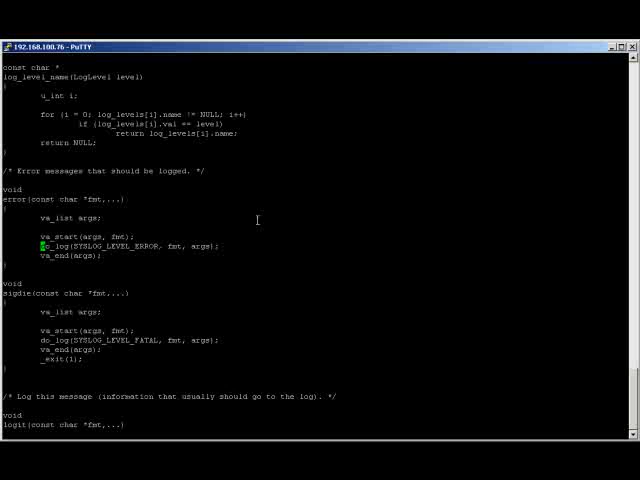 192.168.100.76 - PuTTY
const char *
log_level_name(LogLevel level)
{
u_int i;
for (i = 0; log_levels[i].name != NULL; i++)
if (log_levels[i].val == level)
return log_levels[i].name;
return NULL;
}
/* Error messages that should be logged. */
void
error(const char *fmt,...)
{
va_list args;
va_start(args, fmt);
do_log(SYSLOG_LEVEL_ERROR, fmt, args);
va_end(args);
}
void
sigdie(const char *fmt,...)
{
va_list args;
va_start(args, fmt);
do_log(SYSLOG_LEVEL_FATAL, fmt, args);
va_end(args);
_exit(1);
}
/* Log this message (information that usually should go to the log). */
void
logit(const char *fmt,...)